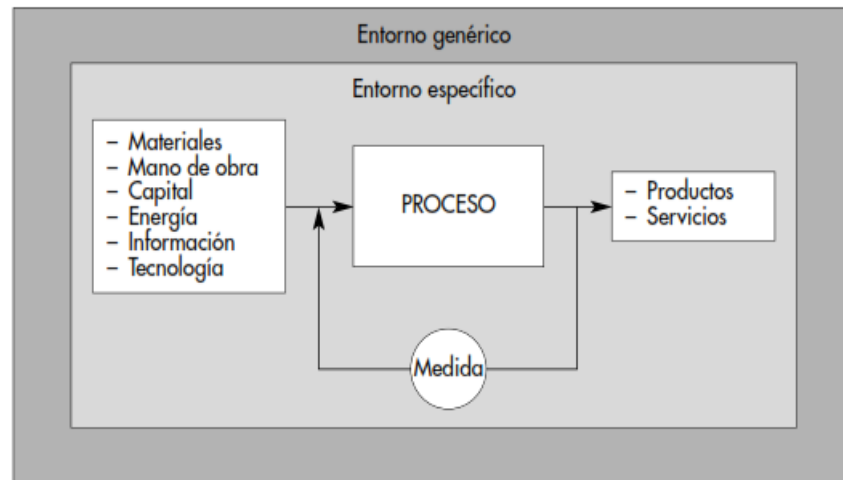 Entorno genérico
Entorno específico
– Materiales
– Mano de obra
– Capital
– Energía
– Información
– Tecnología
PROCESO
– Productos
– Servicios
Medida